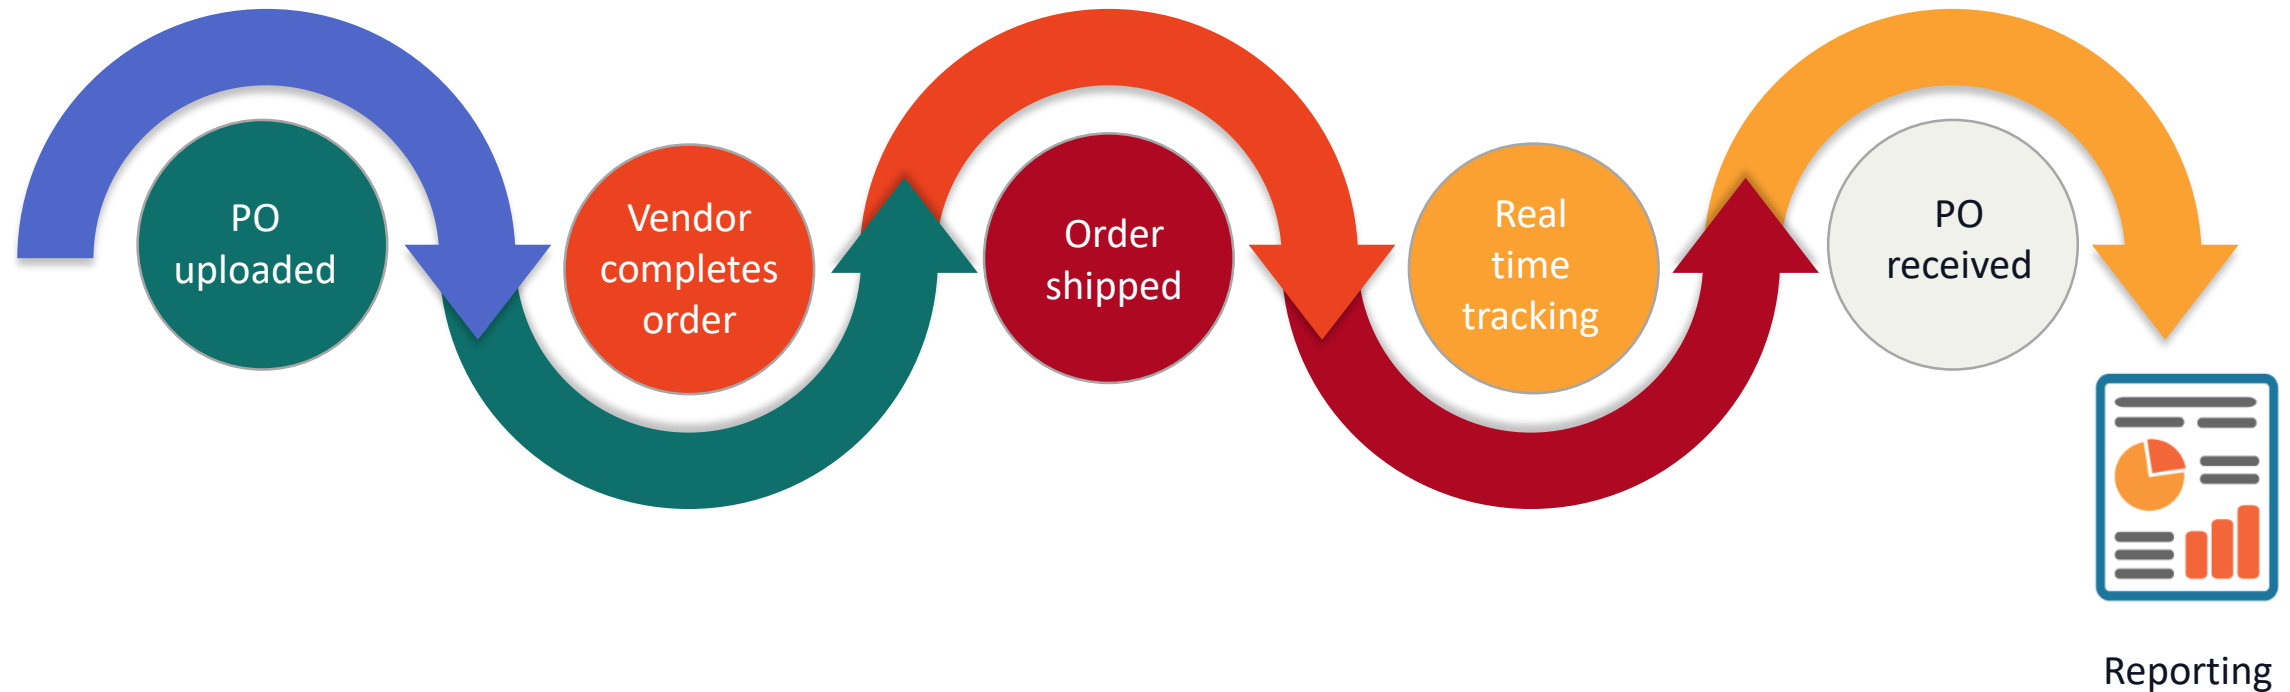 PO
uploaded
Vendor
completes
order
Order
shipped
Real
time
tracking
PO
received
Reporting